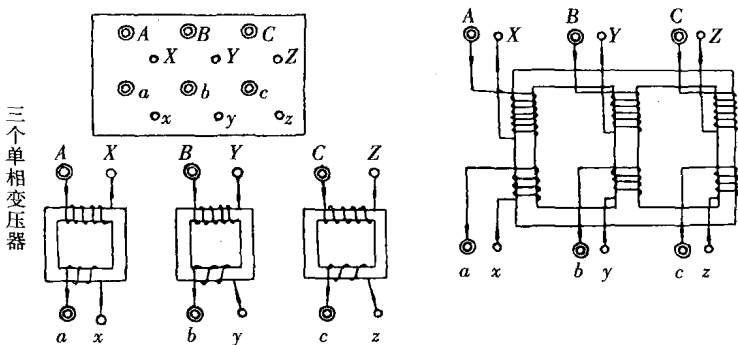 A B C
X Y Z
a b c
x y z
三个单相变压器
A X B Y C Z
a x b y c z
A X B Y C Z
a x b y c z